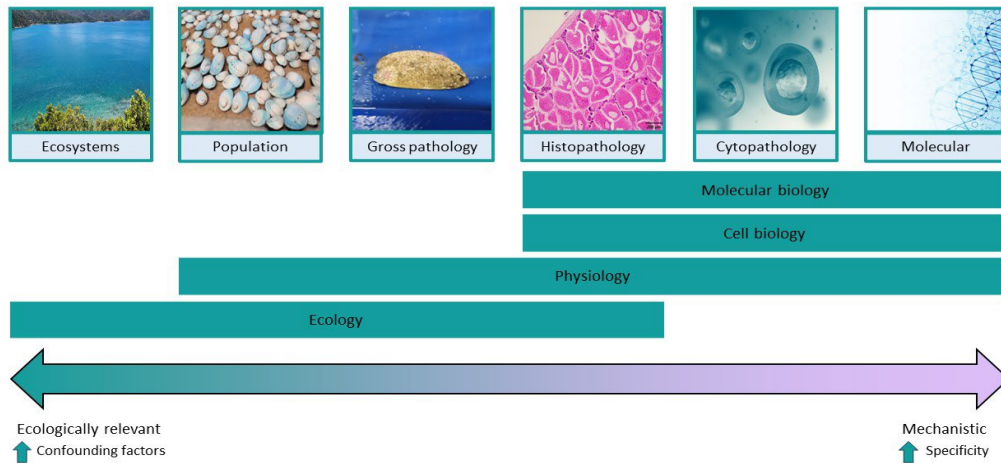 Ecosystems
Population
Gross pathology
Histopathology
Cytopathology
Molecular
Molecular biology
Cell biology
Physiology
Ecology
Ecologically relevant
Confounding factors
Mechanistic
Specificity